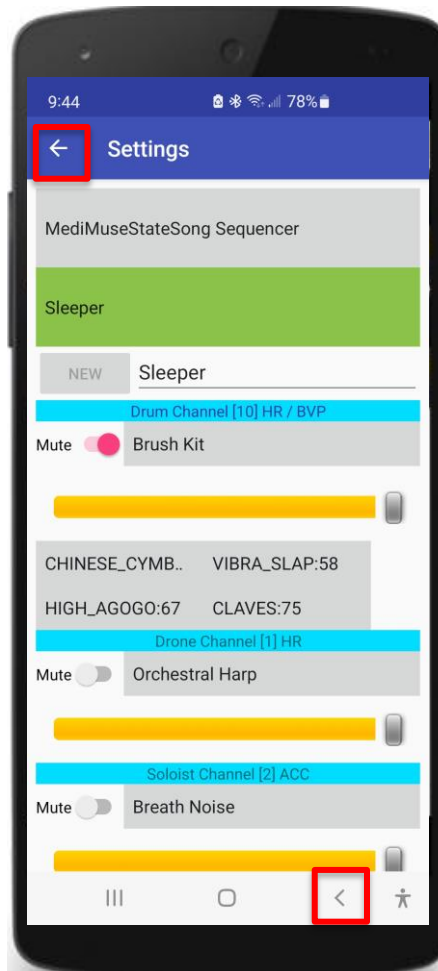 9:44 78%
Settings
MediMuseStateSong Sequencer
Sleeper
NEW Sleeper
Drum Channel [10] HR / BVP
Mute Brush Kit
CHINESE_CYMB.. VIBRA_SLAP:58
HIGH_AGOGO:67 CLAVES:75
Drone Channel [1] HR
Mute Orchestral Harp
Soloist Channel [2] ACC
Mute Breath Noise